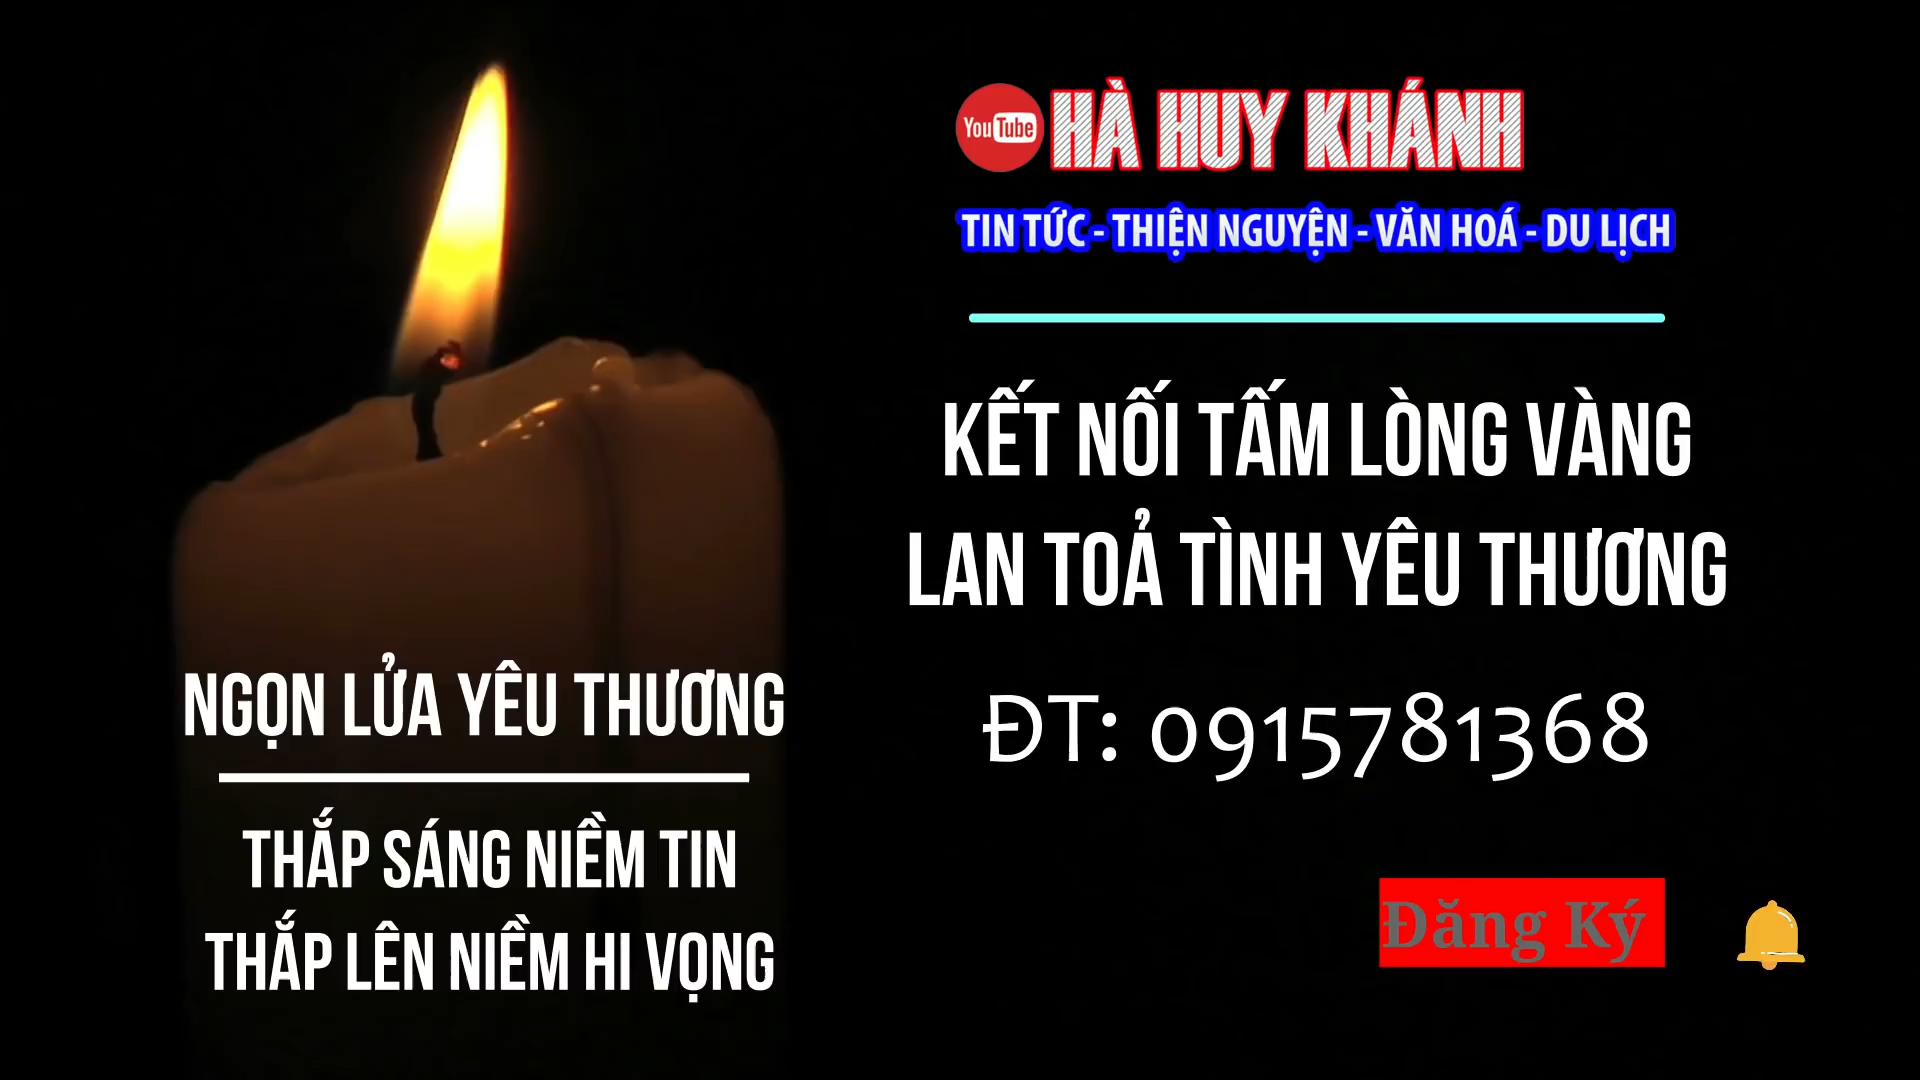 YouTube HÀ HUY KHÁNH
TIN TỨC - THIỆN NGUYỆN - VĂN HOÁ - DU LỊCH
KẾT NỐI TẤM LÒNG VÀNG
LAN TOẢ TÌNH YÊU THƯƠNG
ĐT: 0915781368
Đăng Ký
NGỌN LỬA YÊU THƯƠNG
THẮP SÁNG NIỀM TIN
THẮP LÊN NIỀM HI VỌNG